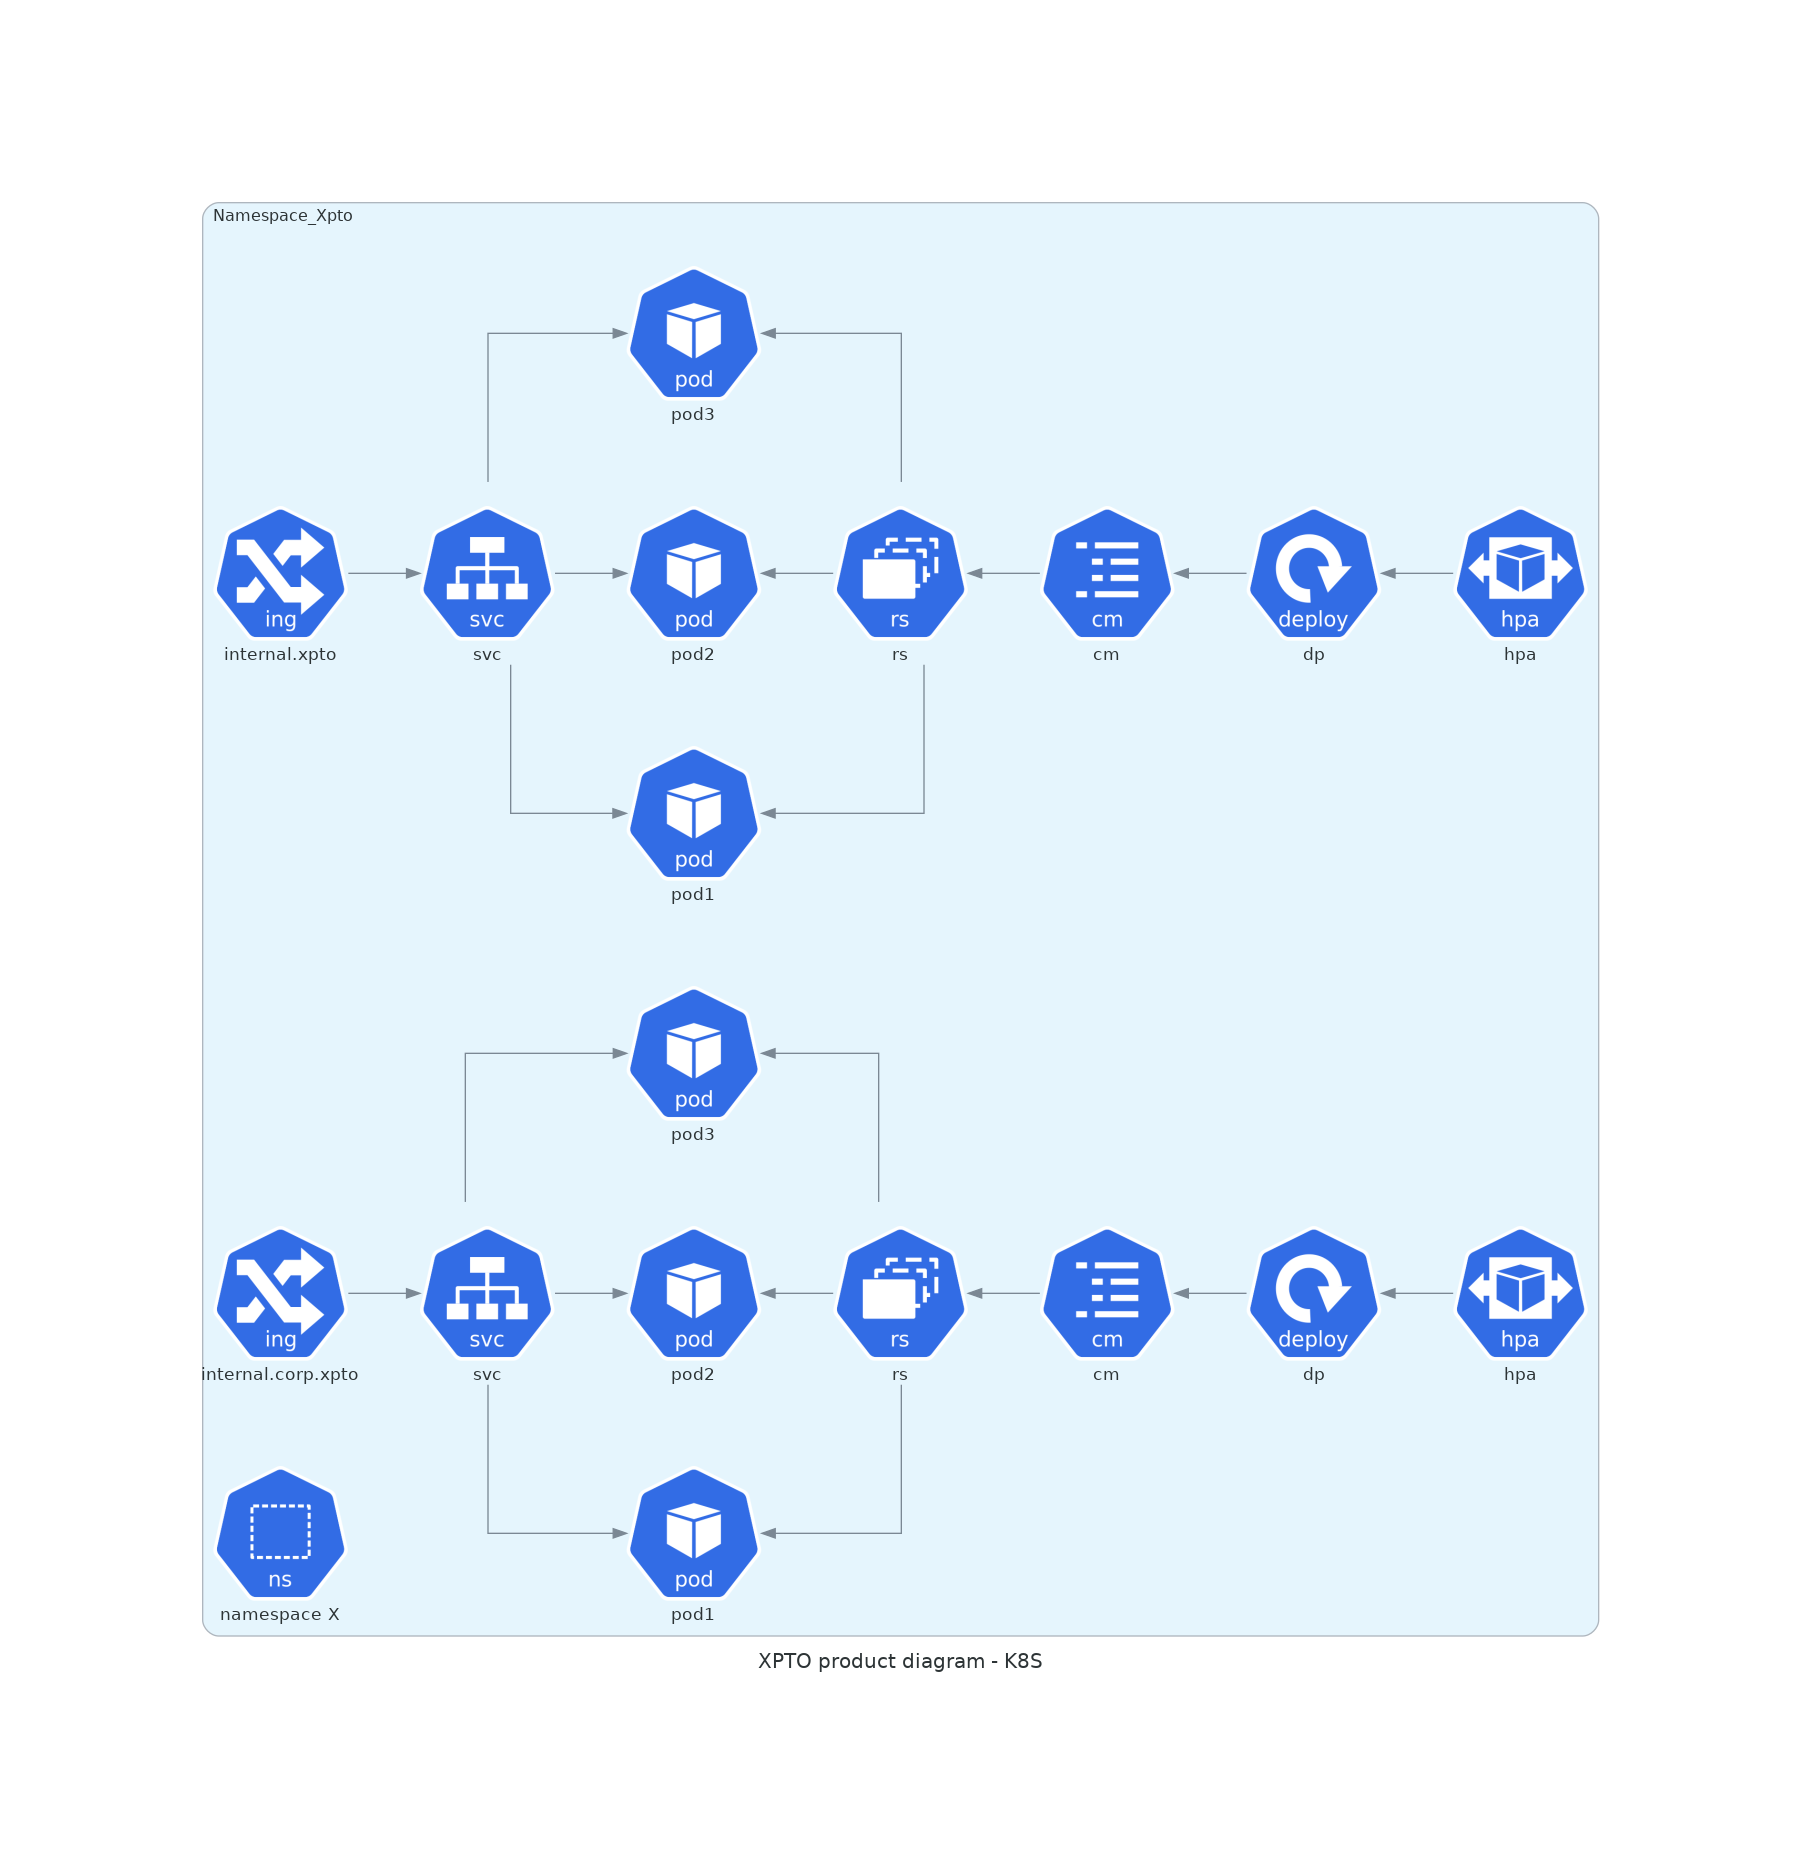 Namespace_Xpto
pod
pod3
ing
svc
pod
rs
cm
deploy
hpa
internal.xpto
svc
pod2
rs
cm
dp
hpa
pod
pod1
pod
pod3
ing
svc
pod
rs
cm
deploy
hpa
internal.corp.xpto
svc
pod2
rs
cm
dp
hpa
ns
pod
namespace X
pod1
XPTO product diagram - K8S